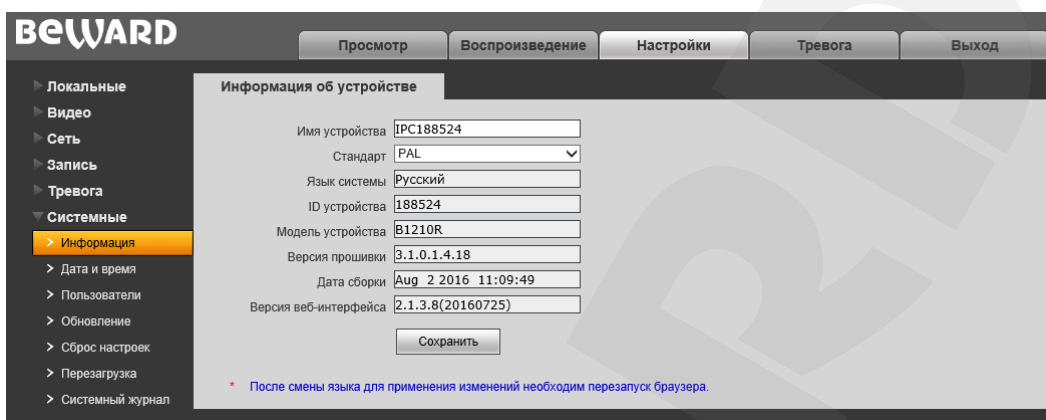 BEWARD
Просмотр Воспроизведение Настройки Тревога Выход
Локальные
Видео
Сеть
Запись
Тревога
Системные
> Информация
> Дата и время
> Пользователи
> Обновление
> Сброс настроек
> Перезагрузка
> Системный журнал
Информация об устройстве
Имя устройства IPC188524
Стандарт PAL
Язык системы Русский
ID устройства 188524
Модель устройства B1210R
Версия прошивки 3.1.0.1.4.18
Дата сборки Aug 2 2016 11:09:49
Версия веб-интерфейса 2.1.3.8(20160725)
Сохранить
* После смены языка для применения изменений необходим перезапуск браузера.